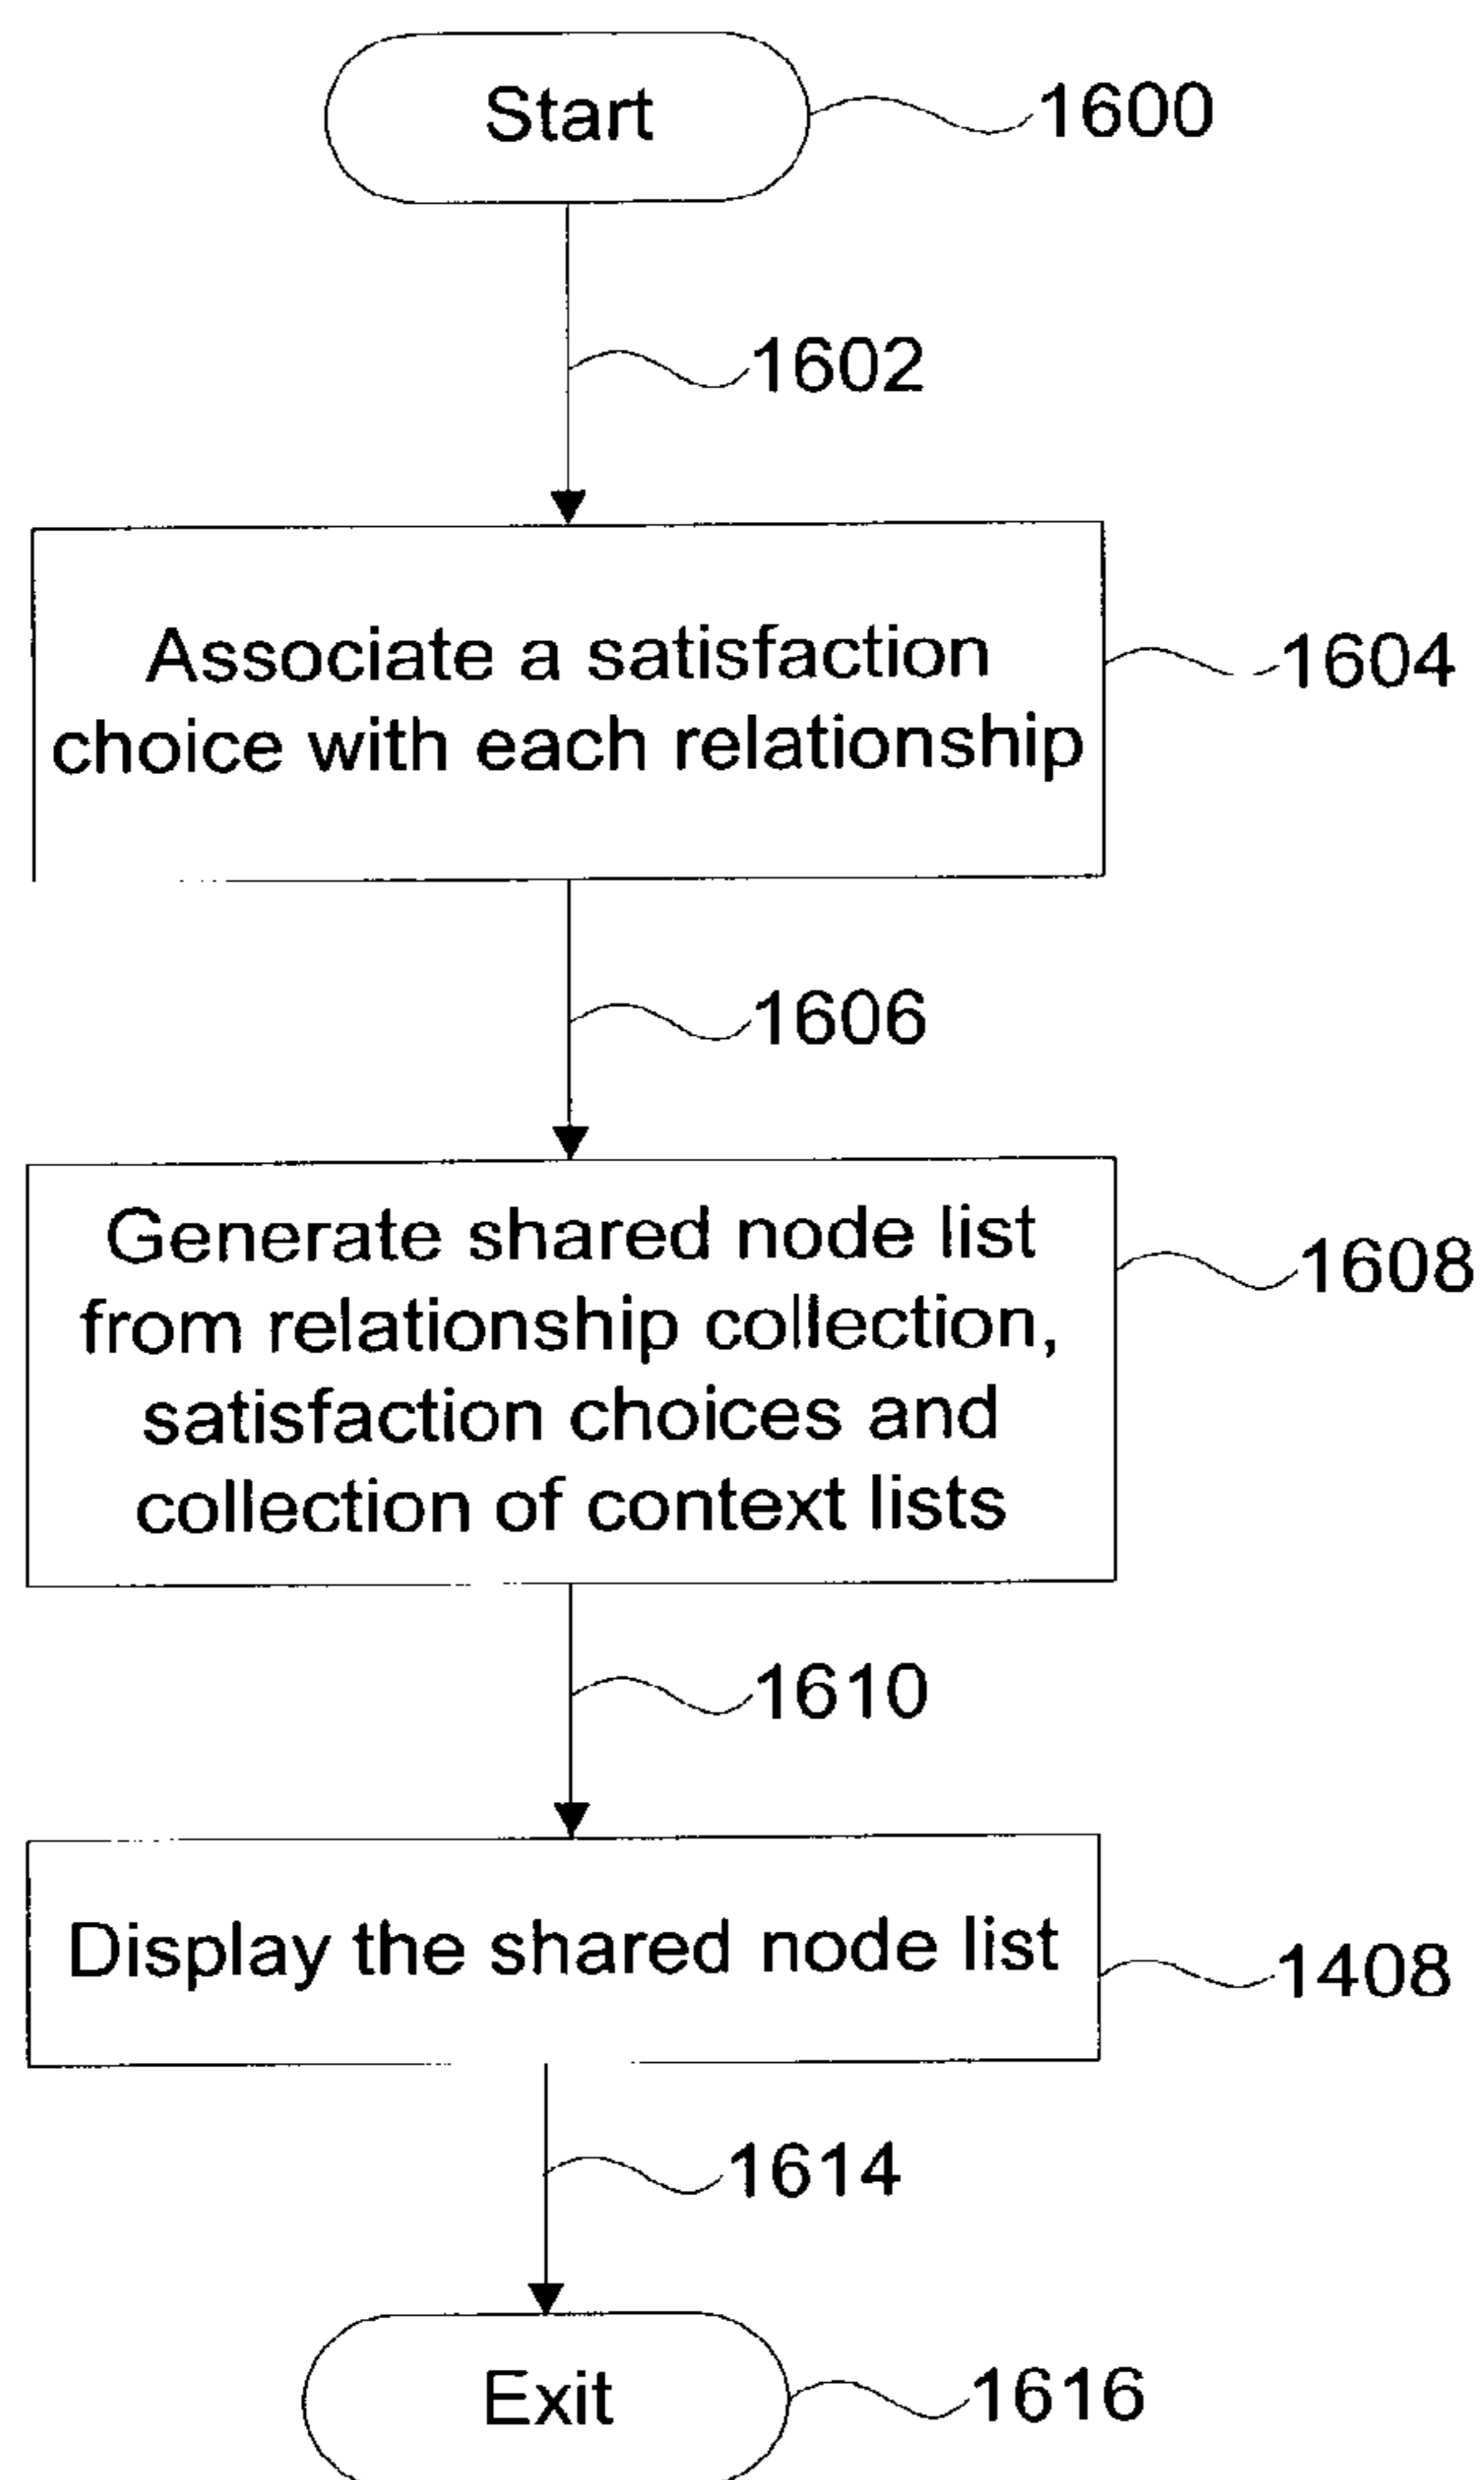 Start
1600
1602
Associate a satisfaction
choice with each relationship
1604
1606
Generate shared node list
from relationship collection,
satisfaction choices and
collection of context lists
1608
1610
Display the shared node list
1408
1614
Exit
1616